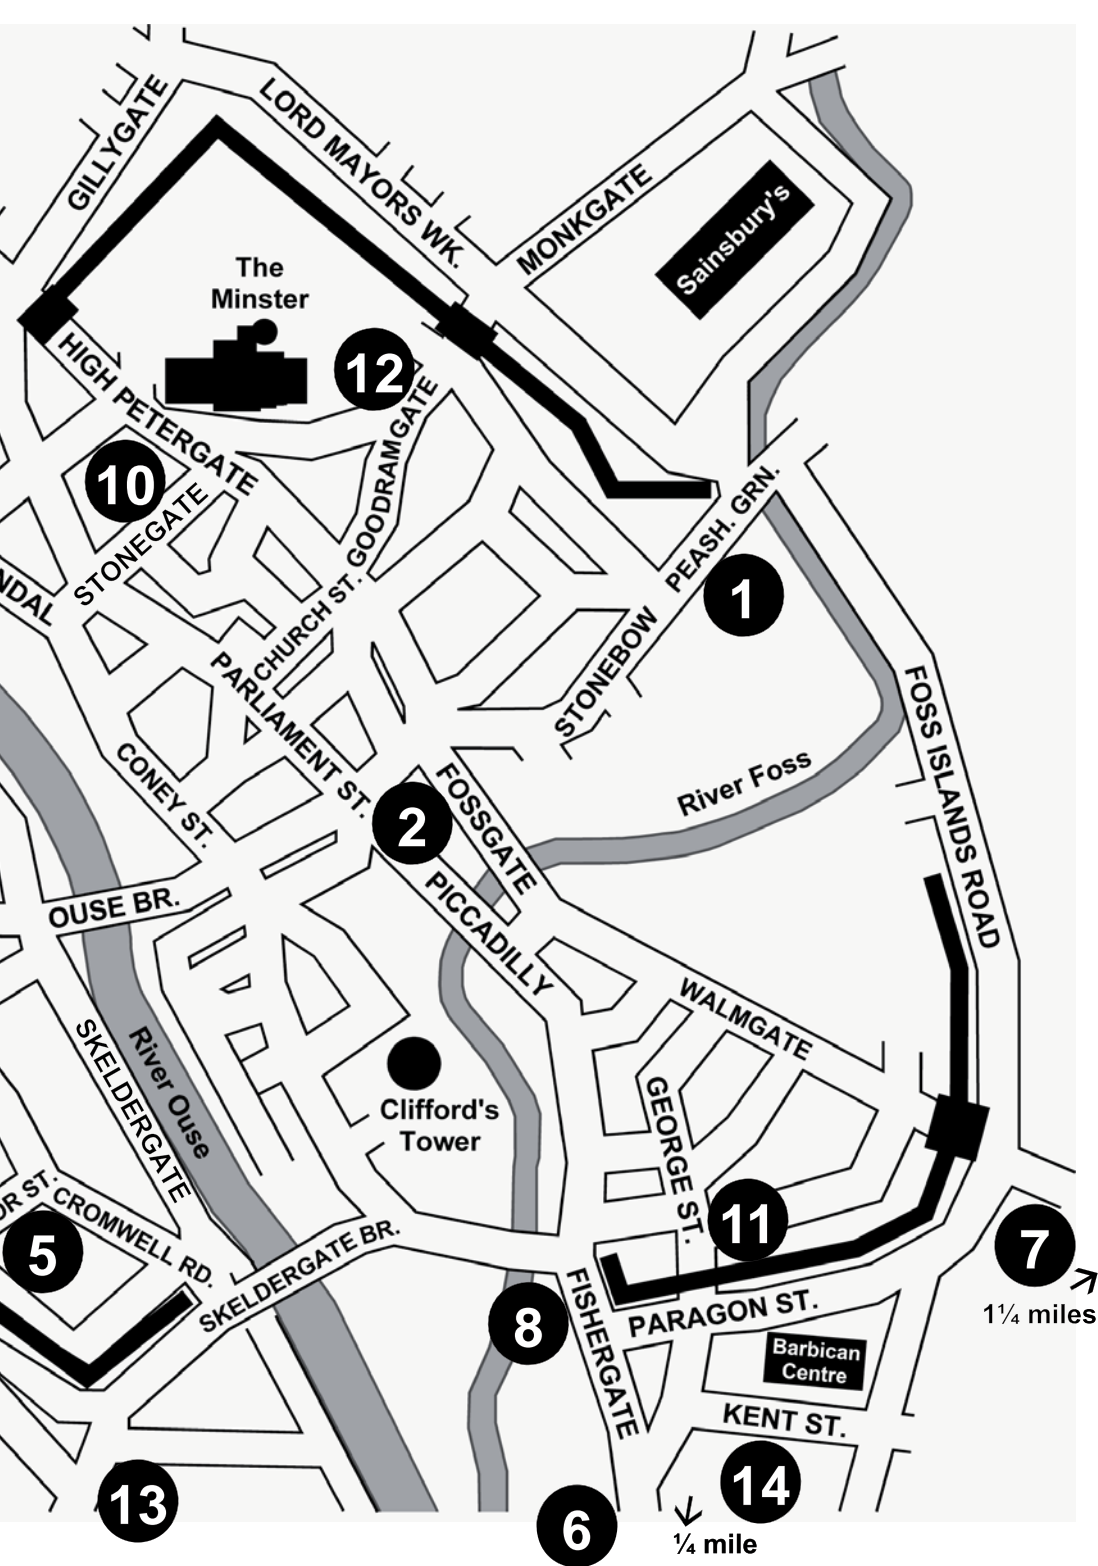 GILLYGATE
LORD MAYORS WK.
MONKGATE
Sainsbury's
The
Minster
12
HIGH PETERGATE
10
STONEGATE
GOODRAMGATE
PEASH. GRN.
1
NDAL
CHURCH ST.
STONEBOW
PARLIAMENT ST.
FOSS ISLANDS ROAD
CONEY ST.
River Foss
2
FOSSGATE
OUSE BR.
PICCADILLY
WALMGATE
SKELDERGATE
River Ouse
Clifford's
Tower
GEORGE ST.
OR ST.
CROMWELL RD.
5
11
7
1¼ miles
SKELDERGATE BR.
8
FISHERGATE
PARAGON ST.
Barbican
Centre
KENT ST.
13
14
6
¼ mile